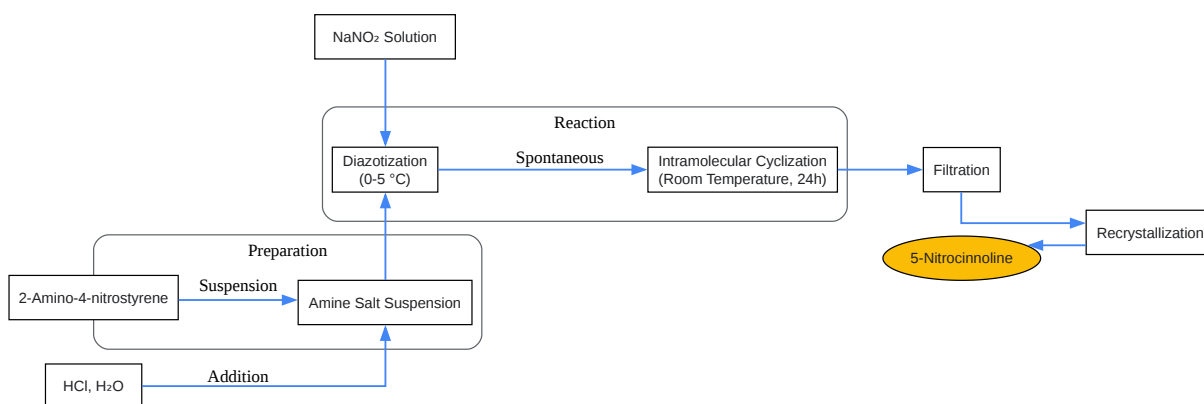 NaNO₂ Solution
Reaction
Diazotization
(0-5 °C)
Spontaneous
Intramolecular Cyclization
(Room Temperature, 24h)
Filtration
Recrystallization
5-Nitrocinnoline
Preparation
2-Amino-4-nitrostyrene
Suspension
Amine Salt Suspension
HCl, H₂O
Addition